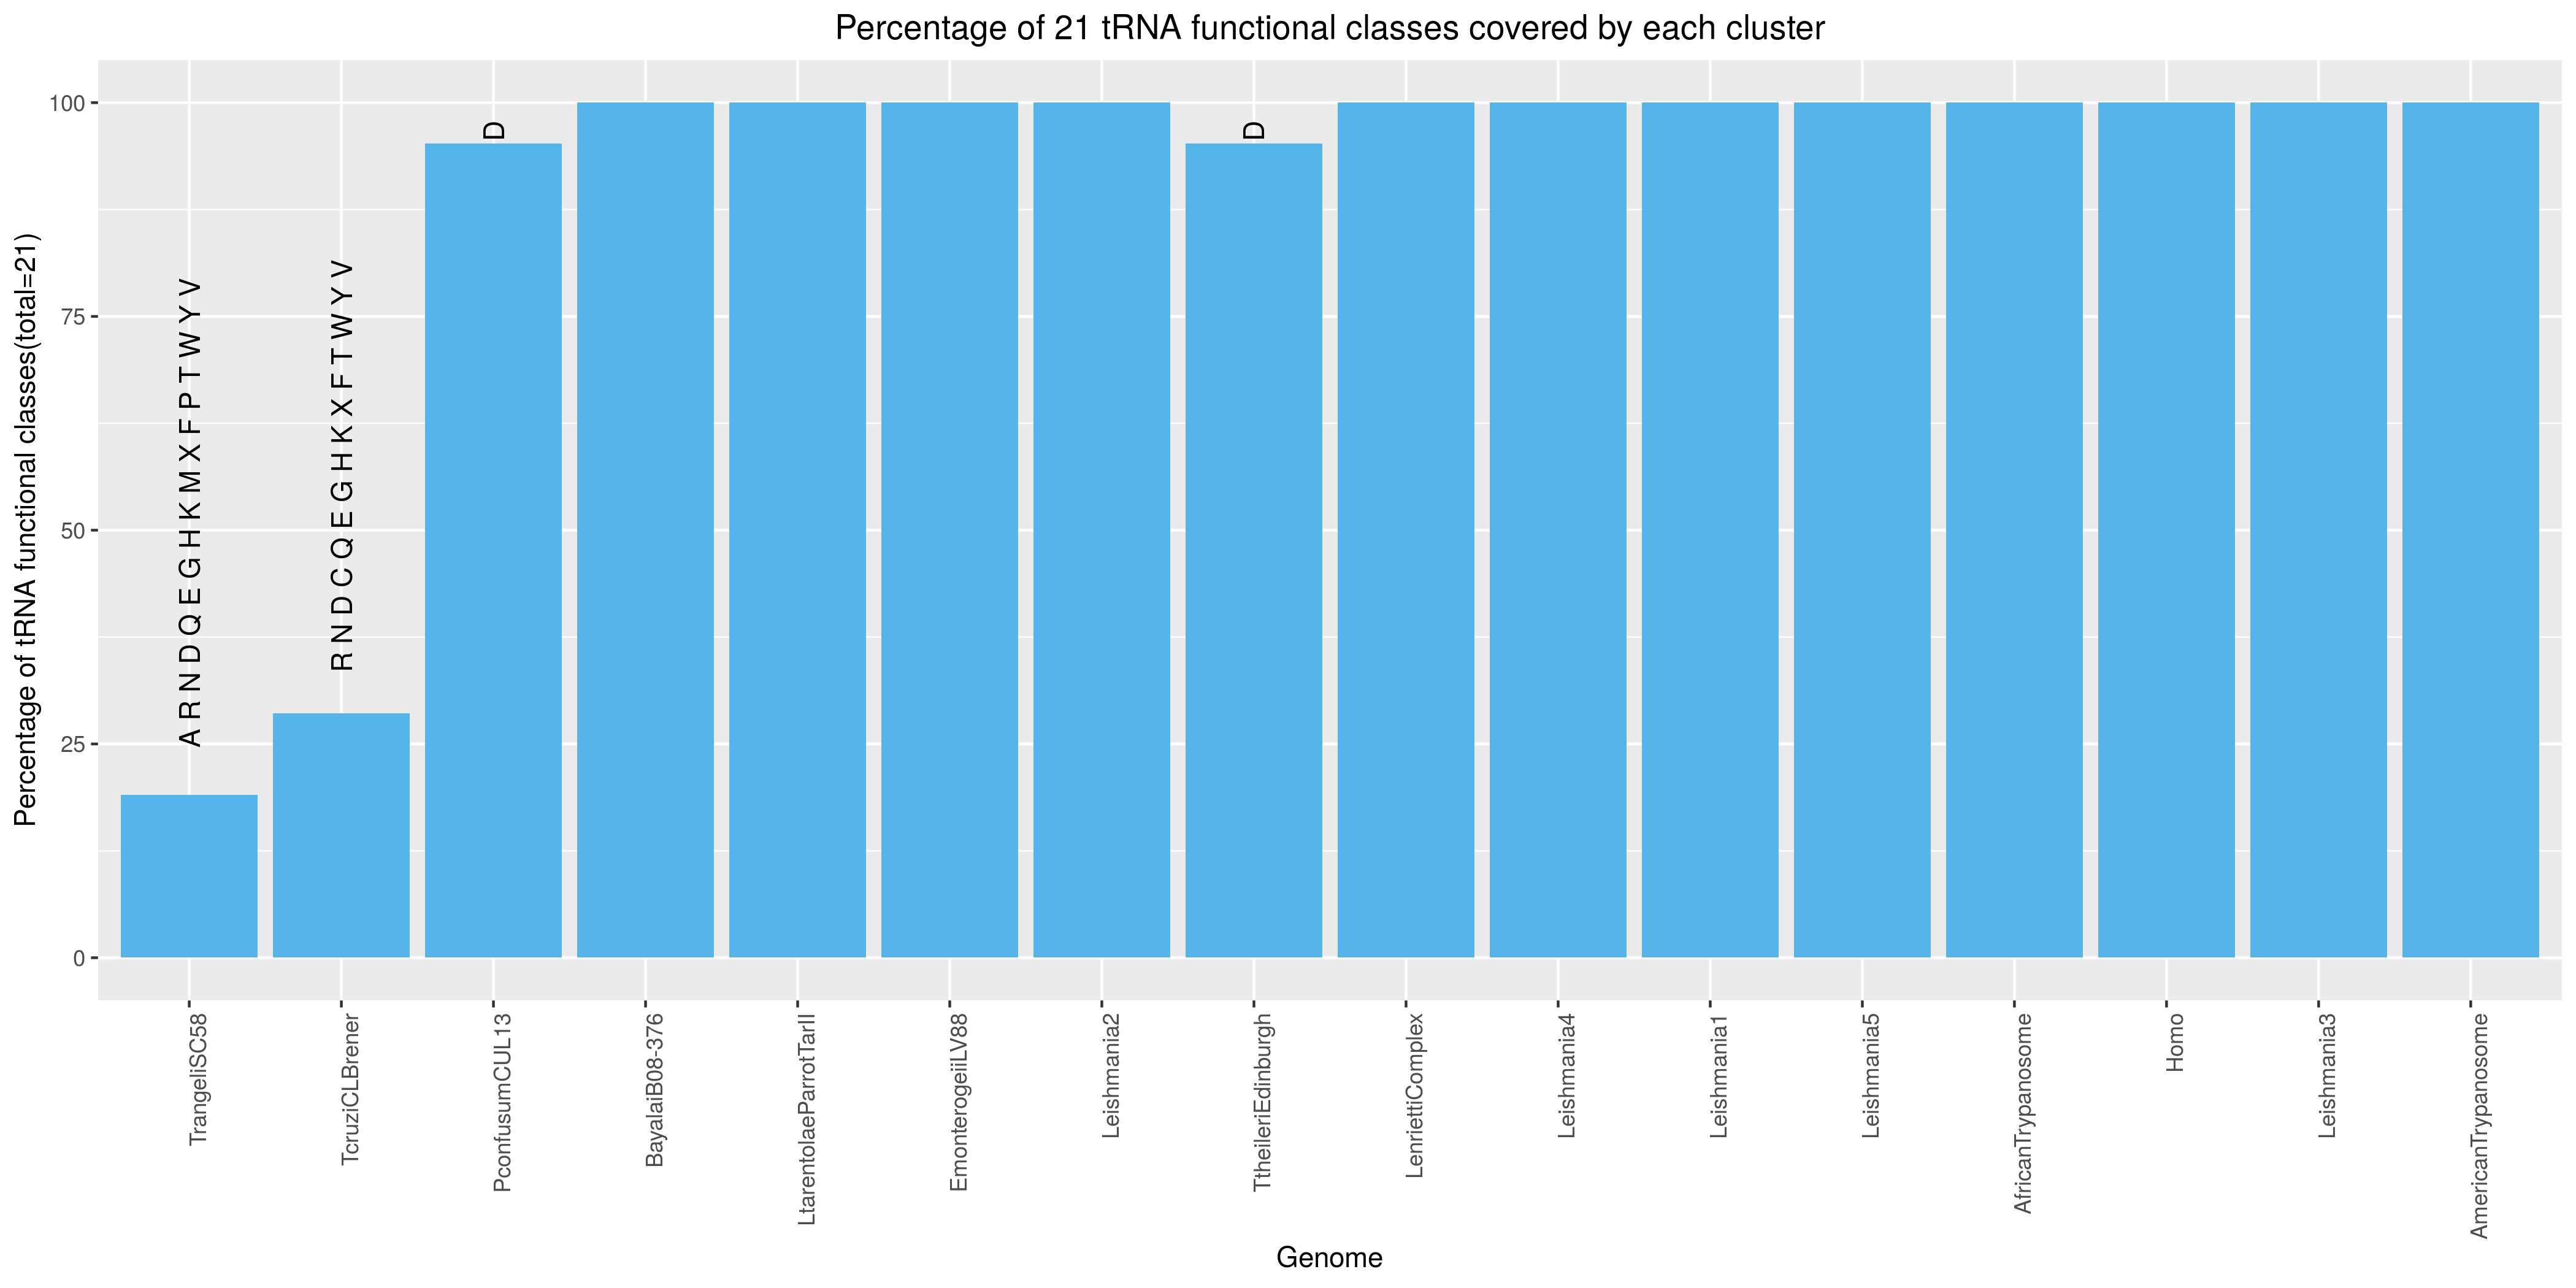 Percentage of 21 tRNA functional classes covered by each cluster
Percentage of tRNA functional classes(total=21)
100
75
50
25
0
A R N D Q E G H K M X F P T W Y V
R N D C Q E G H K X F T W Y V
D
D
TrangeliSC58
TcruziCLBrener
PconfusumCUL13
BayalaiB08-376
LtarentolaeParrotTarII
EmonterogeiiLV88
Leishmania2
TtheileriEdinburgh
LenriettiComplex
Leishmania4
Leishmania1
Leishmania5
AfricanTrypanosome
Homo
Leishmania3
AmericanTrypanosome
Genome